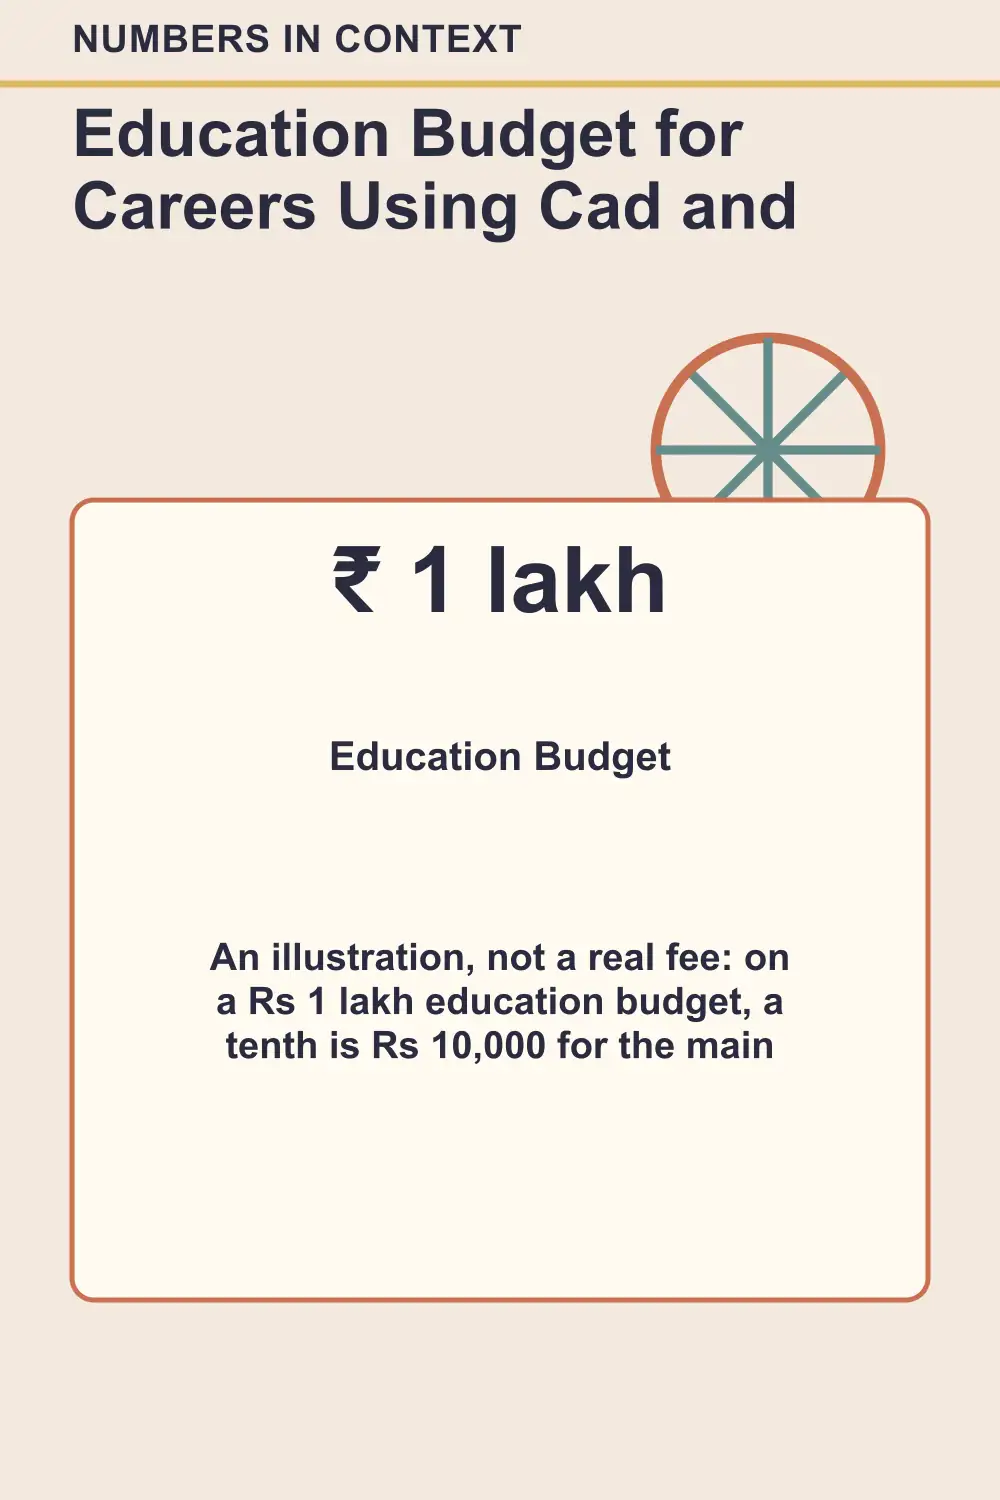 NUMBERS IN CONTEXT
Education Budget for
Careers Using Cad and
₹ 1 lakh
Education Budget
An illustration, not a real fee: on
a Rs 1 lakh education budget, a
tenth is Rs 10,000 for the main